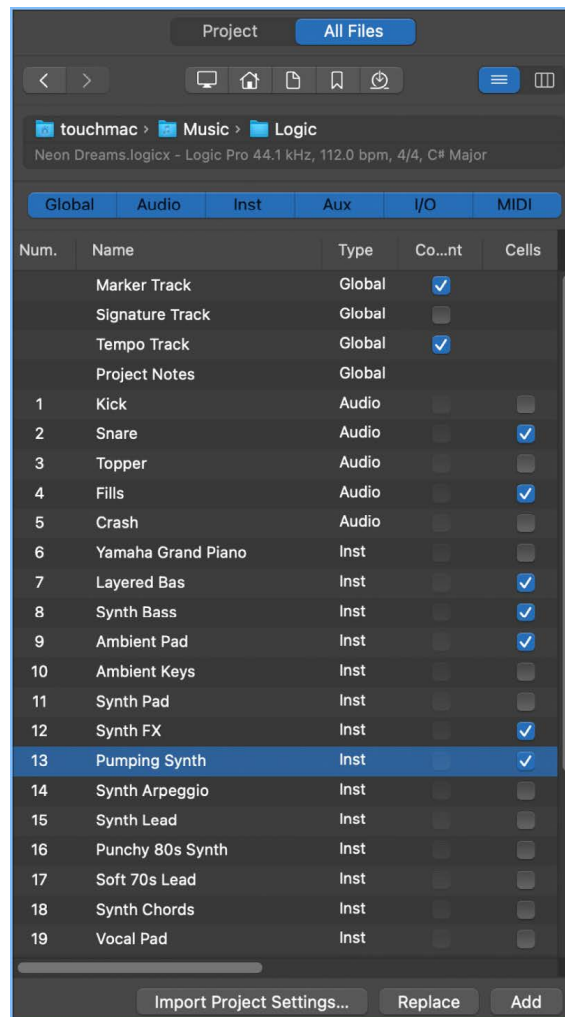 Project All Files
touchmac › Music › Logic
Neon Dreams.logicx - Logic Pro 44.1 kHz, 112.0 bpm, 4/4, C# Major
Global Audio Inst Aux I/O MIDI
Num. Name Type Co...nt Cells
Marker Track Global
Signature Track Global
Tempo Track Global
Project Notes Global
1 Kick Audio
2 Snare Audio
3 Topper Audio
4 Fills Audio
5 Crash Audio
6 Yamaha Grand Piano Inst
7 Layered Bas Inst
8 Synth Bass Inst
9 Ambient Pad Inst
10 Ambient Keys Inst
11 Synth Pad Inst
12 Synth FX Inst
13 Pumping Synth Inst
14 Synth Arpeggio Inst
15 Synth Lead Inst
16 Punchy 80s Synth Inst
17 Soft 70s Lead Inst
18 Synth Chords Inst
19 Vocal Pad Inst
Import Project Settings... Replace Add